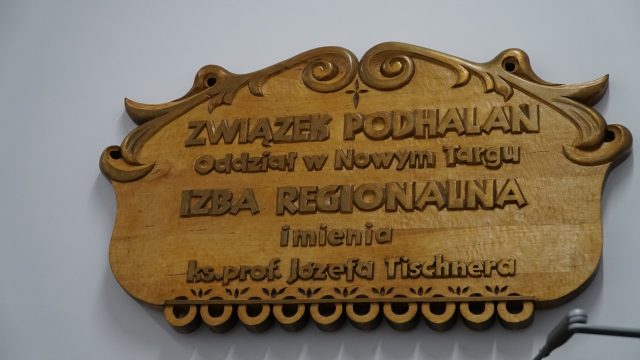 ZWIĄZEK PODHALAN
Oddział w Nowym Targu
IZBA REGIONALNA
imienia
ks.prof. Józefa Tischnera